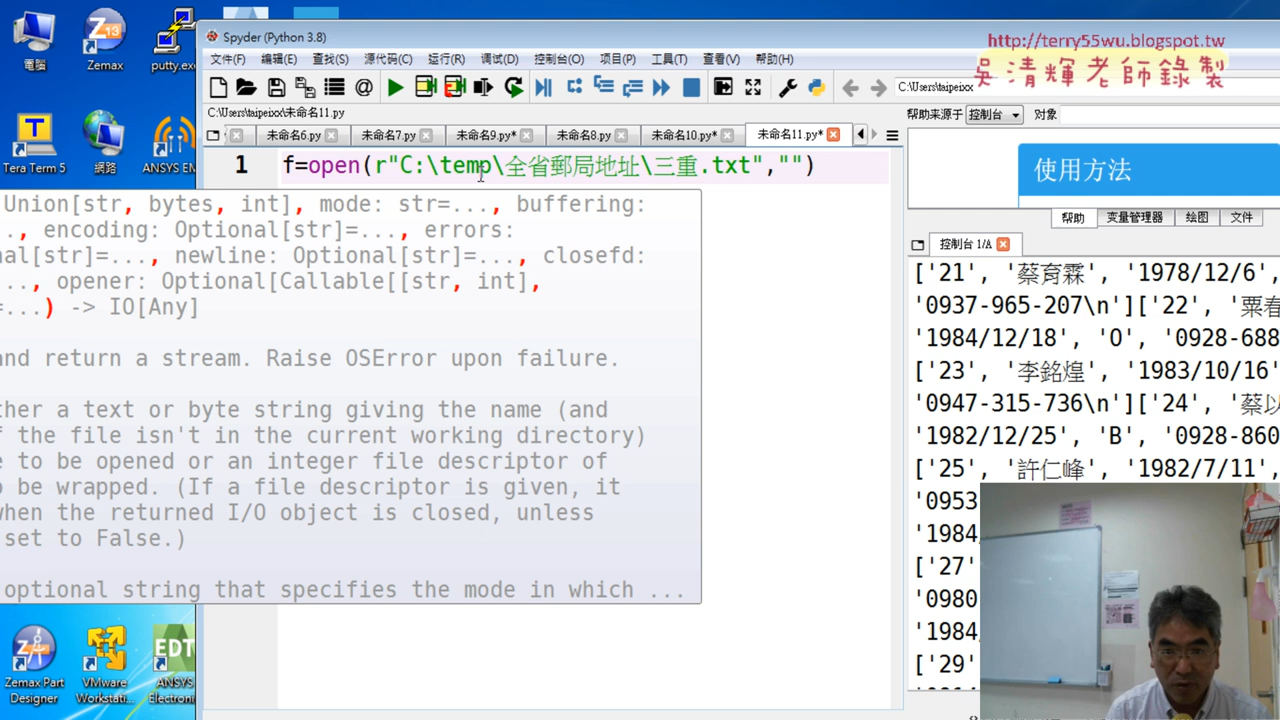 Spyder (Python 3.8)
http://terry55wu.blogspot.tw
吳清輝老師錄製
文件(F) 编辑(E) 查找(S) 源代码(C) 运行(R) 调试(D) 控制台(O) 项目(P) 工具(T) 查看(V) 帮助(H)
C:\Users\taipeixx
C:\Users\taipeixx\未命名11.py
帮助来源于 控制台 对象
未命名6.py 未命名7.py 未命名9.py* 未命名8.py 未命名10.py* 未命名11.py*
1 f=open(r"C:\temp\全省郵局地址\三重.txt","")
使用方法
帮助 变量管理器 绘图 文件
控制台 1/A
Union[str, bytes, int], mode: str=..., buffering:
.., encoding: Optional[str]=..., errors:
nal[str]=..., newline: Optional[str]=..., closefd:
.., opener: Optional[Callable[[str, int],
=...) -> IO[Any]
and return a stream. Raise OSError upon failure.
ther a text or byte string giving the name (and
f the file isn't in the current working directory)
e to be opened or an integer file descriptor of
o be wrapped. (If a file descriptor is given, it
when the returned I/O object is closed, unless
set to False.)
optional string that specifies the mode in which ...
['21', '蔡育霖', '1978/12/6',
'0937-965-207\n']['22', '粟春
'1984/12/18', 'O', '0928-688
['23', '李銘煌', '1983/10/16'
'0947-315-736\n']['24', '蔡以
'1982/12/25', 'B', '0928-860
['25', '許仁峰', '1982/7/11',
'0953
'1984
['27'
'0980
'1984
['29'
電腦
Zemax
putty.exe
Tera Term 5
網路
ANSYS EN
Zemax Part Designer
VMware Workstati...
EDT
ANSYS Electroni